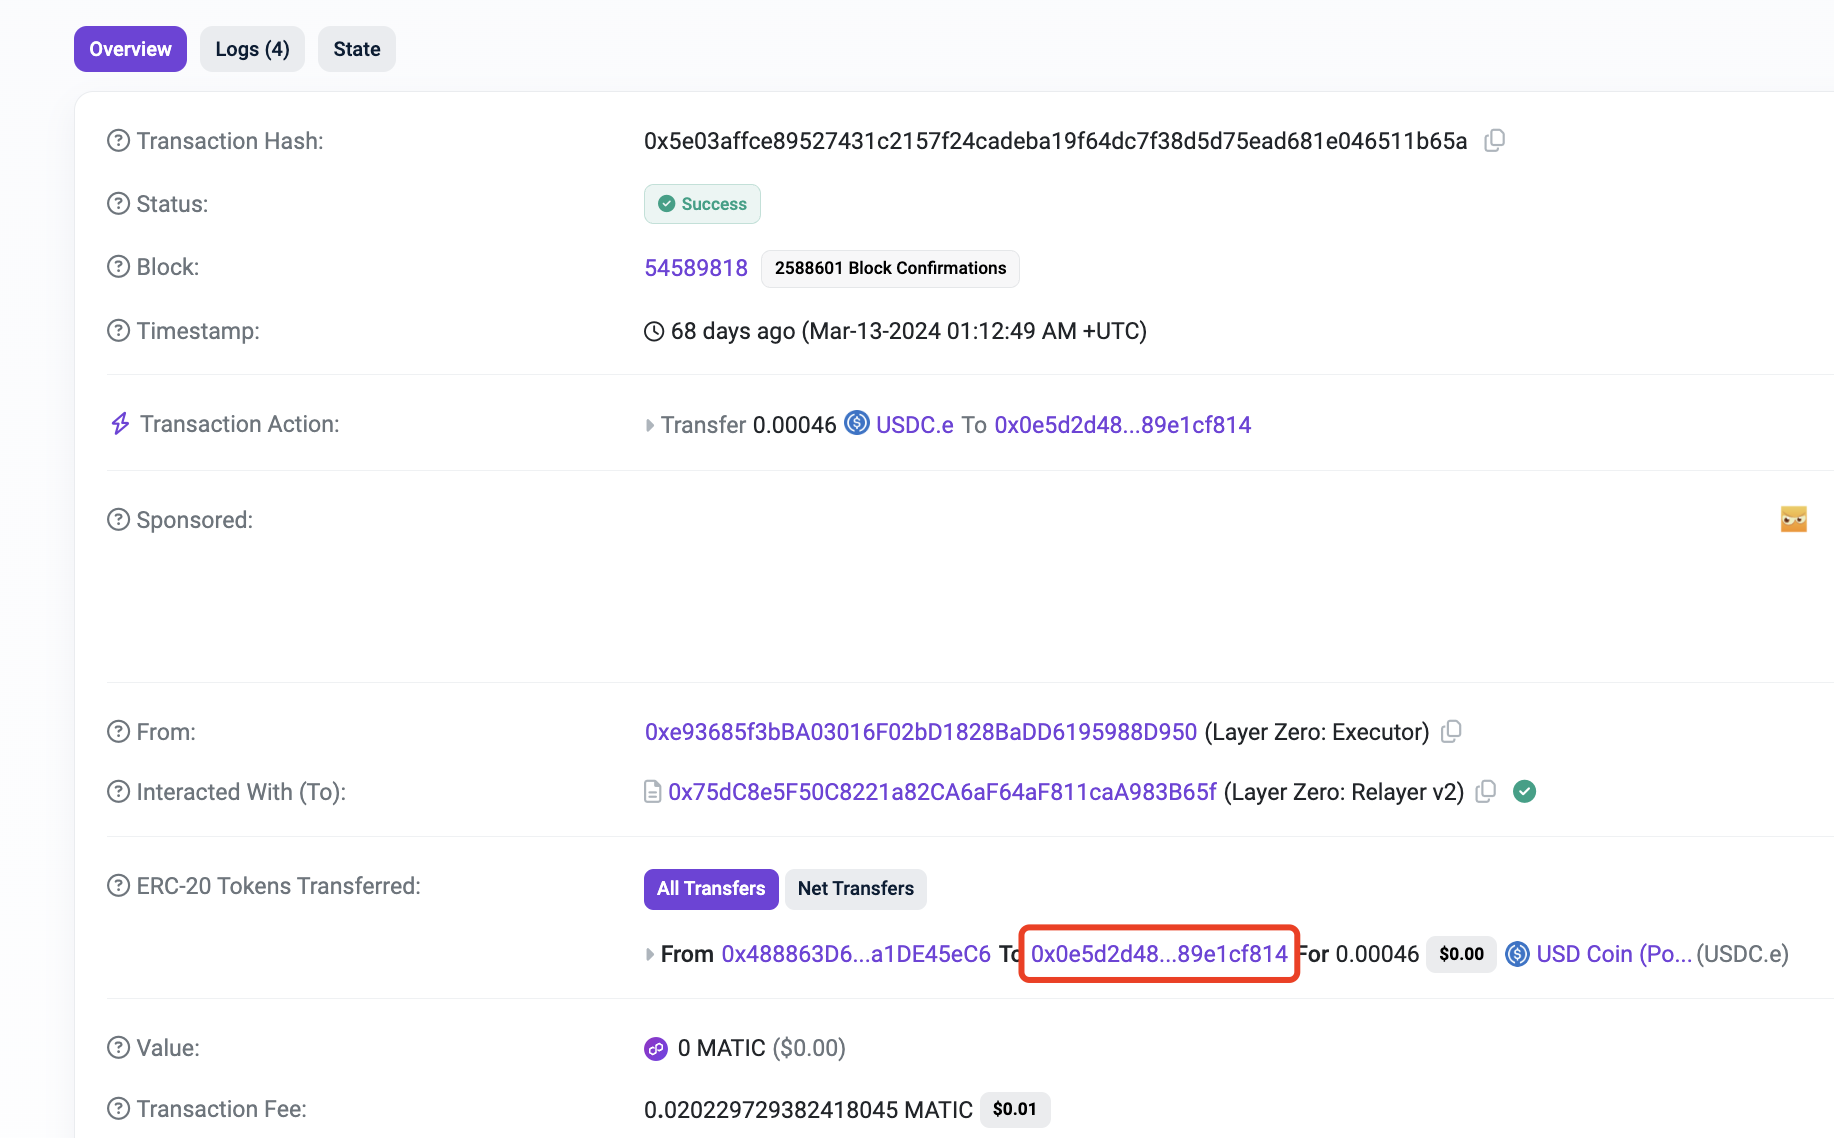 Overview Logs (4) State
Transaction Hash: 0x5e03affce89527431c2157f24cadeba19f64dc7f38d5d75ead681e046511b65a
Status: Success
Block: 54589818 2588601 Block Confirmations
Timestamp: 68 days ago (Mar-13-2024 01:12:49 AM +UTC)
Transaction Action: Transfer 0.00046 USDC.e To 0x0e5d2d48...89e1cf814
Sponsored:
From: 0xe93685f3bBA03016F02bD1828BaDD6195988D950 (Layer Zero: Executor)
Interacted With (To): 0x75dC8e5F50C8221a82CA6aF64aF811caA983B65f (Layer Zero: Relayer v2)
ERC-20 Tokens Transferred: All Transfers Net Transfers
From 0x488863D6...a1DE45eC6 To 0x0e5d2d48...89e1cf814 For 0.00046 $0.00 USD Coin (Po... (USDC.e)
Value: 0 MATIC ($0.00)
Transaction Fee: 0.020229729382418045 MATIC $0.01